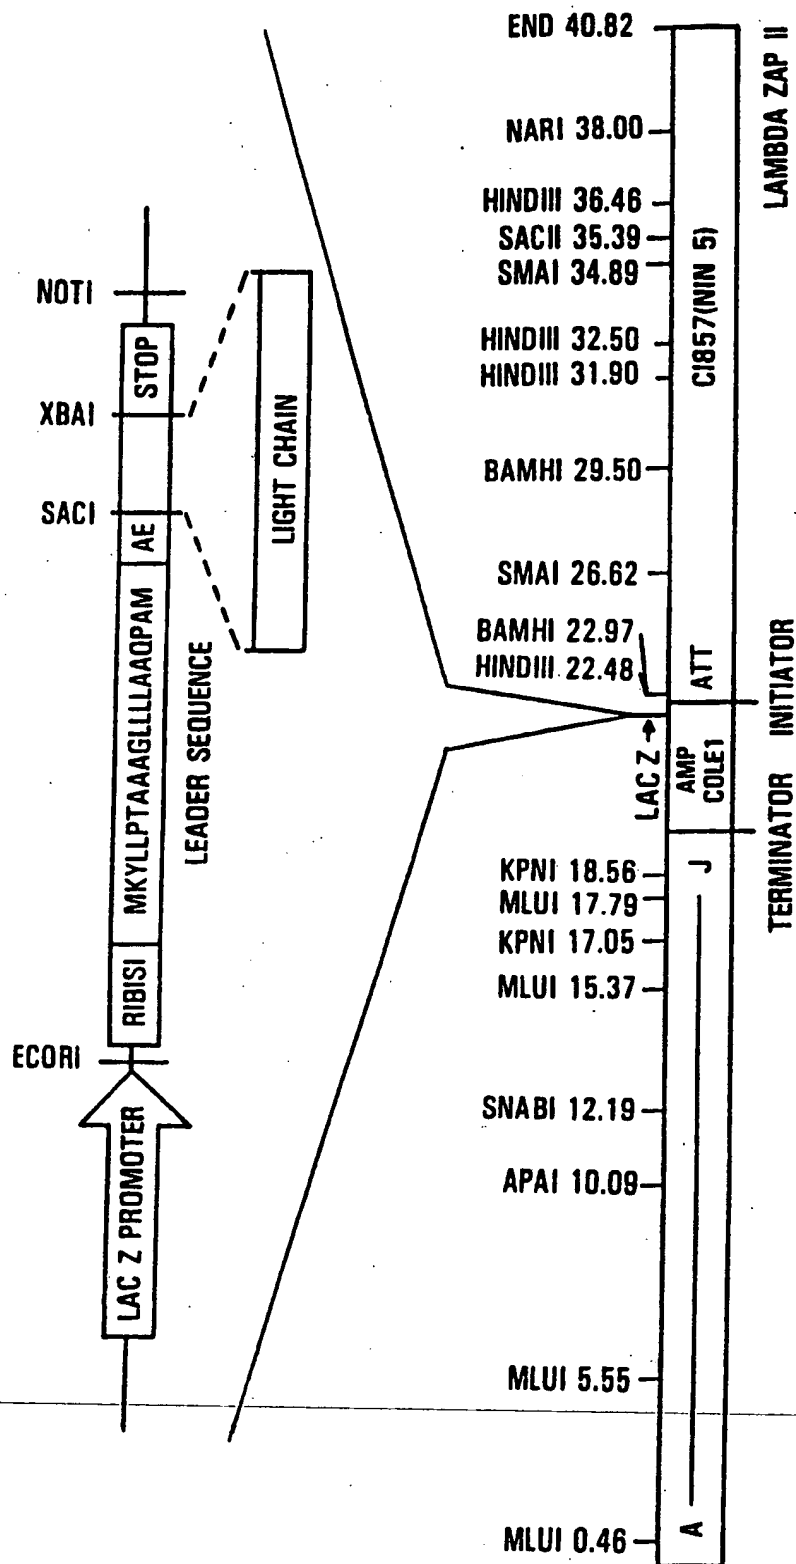 END 40.82
NARI 38.00
HINDIII 36.46
SACII 35.39
SMAI 34.89
HINDIII 32.50
HINDIII 31.90
BAMHI 29.50
SMAI 26.62
BAMHI 22.97
HINDIII 22.48
LAC Z
KPNI 18.56
MLUI 17.79
KPNI 17.05
MLUI 15.37
SNABI 12.19
APAI 10.09
MLUI 5.55
MLUI 0.46
LAMBDA ZAP II
CI857(NIN 5)
ATT
INITIATOR
AMP
COLE1
TERMINATOR
J
A
NOTI
STOP
XBAI
SACI
AE
LIGHT CHAIN
MKYLLPTAAAGLLLLAAQPAM
LEADER SEQUENCE
RIBISI
ECORI
LAC Z PROMOTER